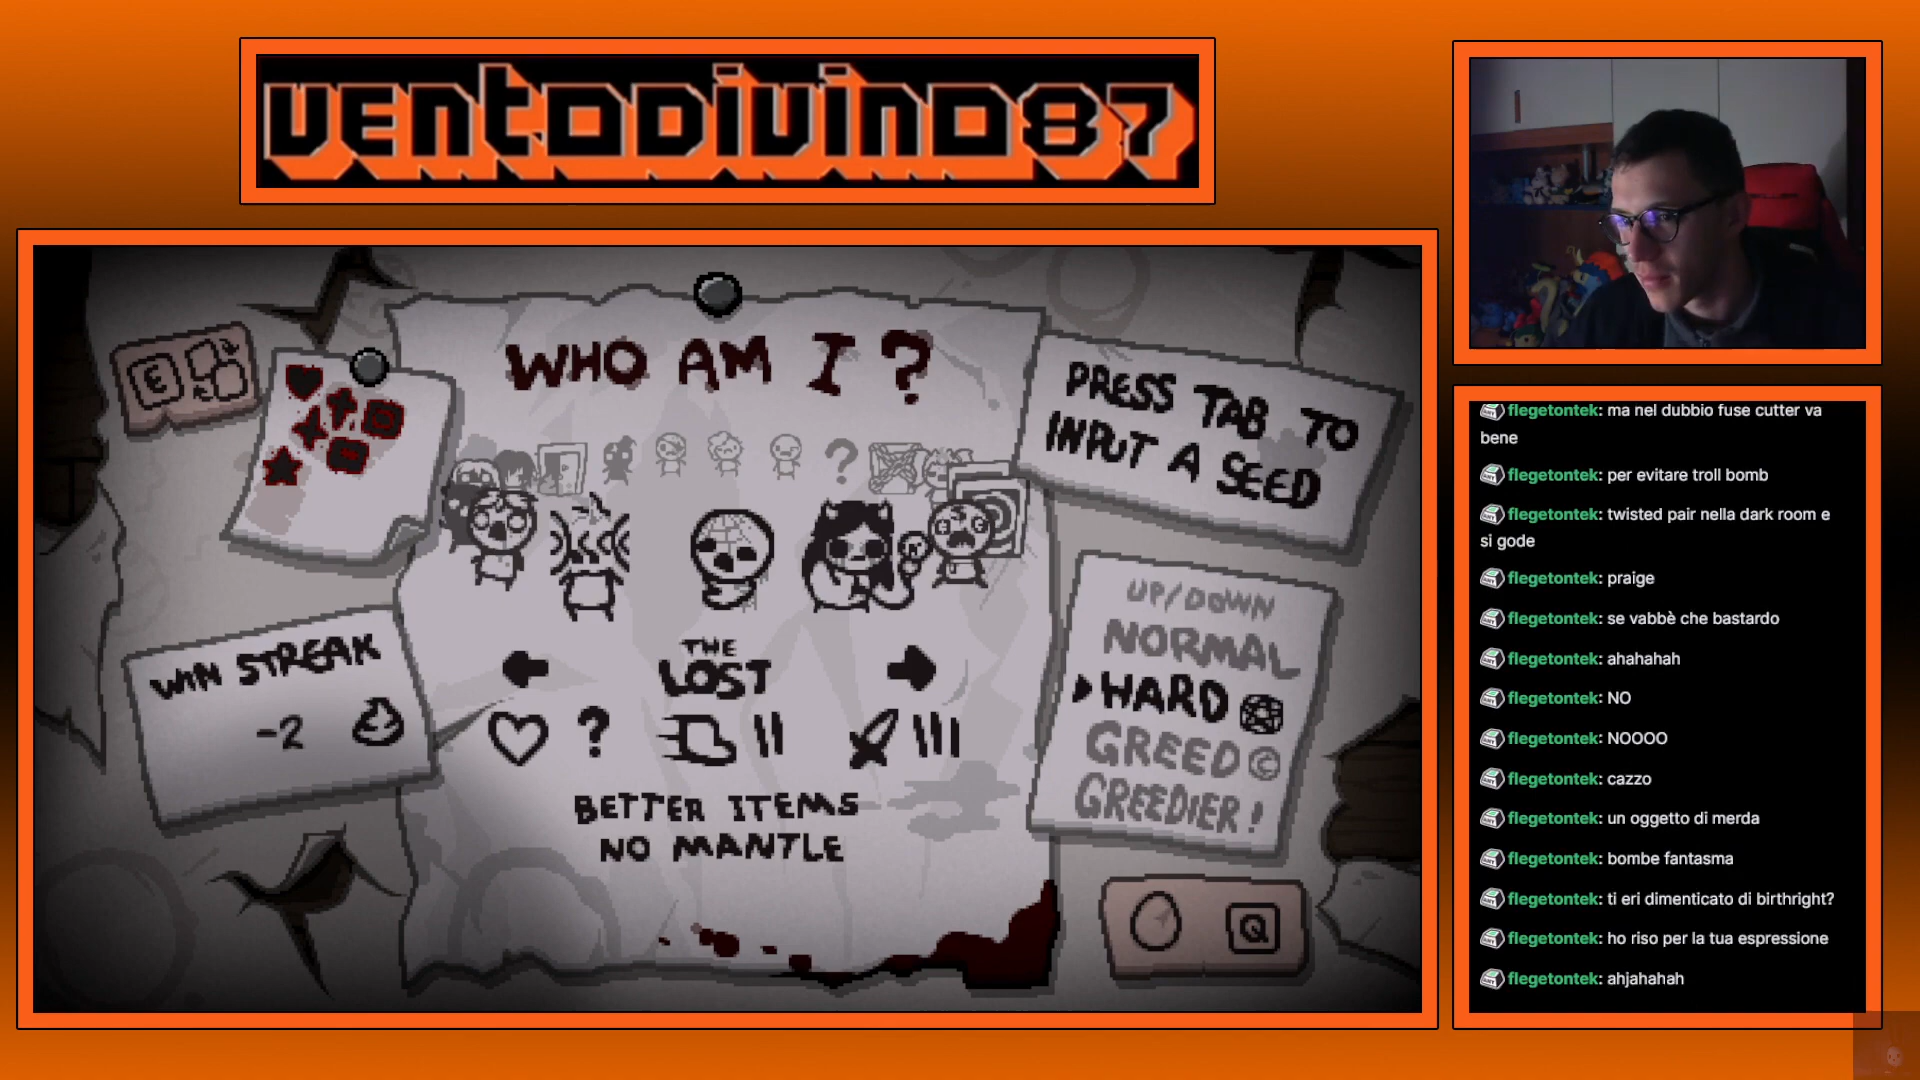 ventodivino87
WHO AM I?
PRESS TAB TO
INPUT A SEED
E
WIN STREAK
-2
THE
LOST
?
BETTER ITEMS
NO MANTLE
UP/DOWN
NORMAL
HARD
GREED
GREEDIER!
Q
flegetontek: ma nel dubbio fuse cutter va
bene
flegetontek: per evitare troll bomb
flegetontek: twisted pair nella dark room e
si gode
flegetontek: praige
flegetontek: se vabbè che bastardo
flegetontek: ahahahah
flegetontek: NO
flegetontek: NOOOO
flegetontek: cazzo
flegetontek: un oggetto di merda
flegetontek: bombe fantasma
flegetontek: ti eri dimenticato di birthright?
flegetontek: ho riso per la tua espressione
flegetontek: ahjahahah